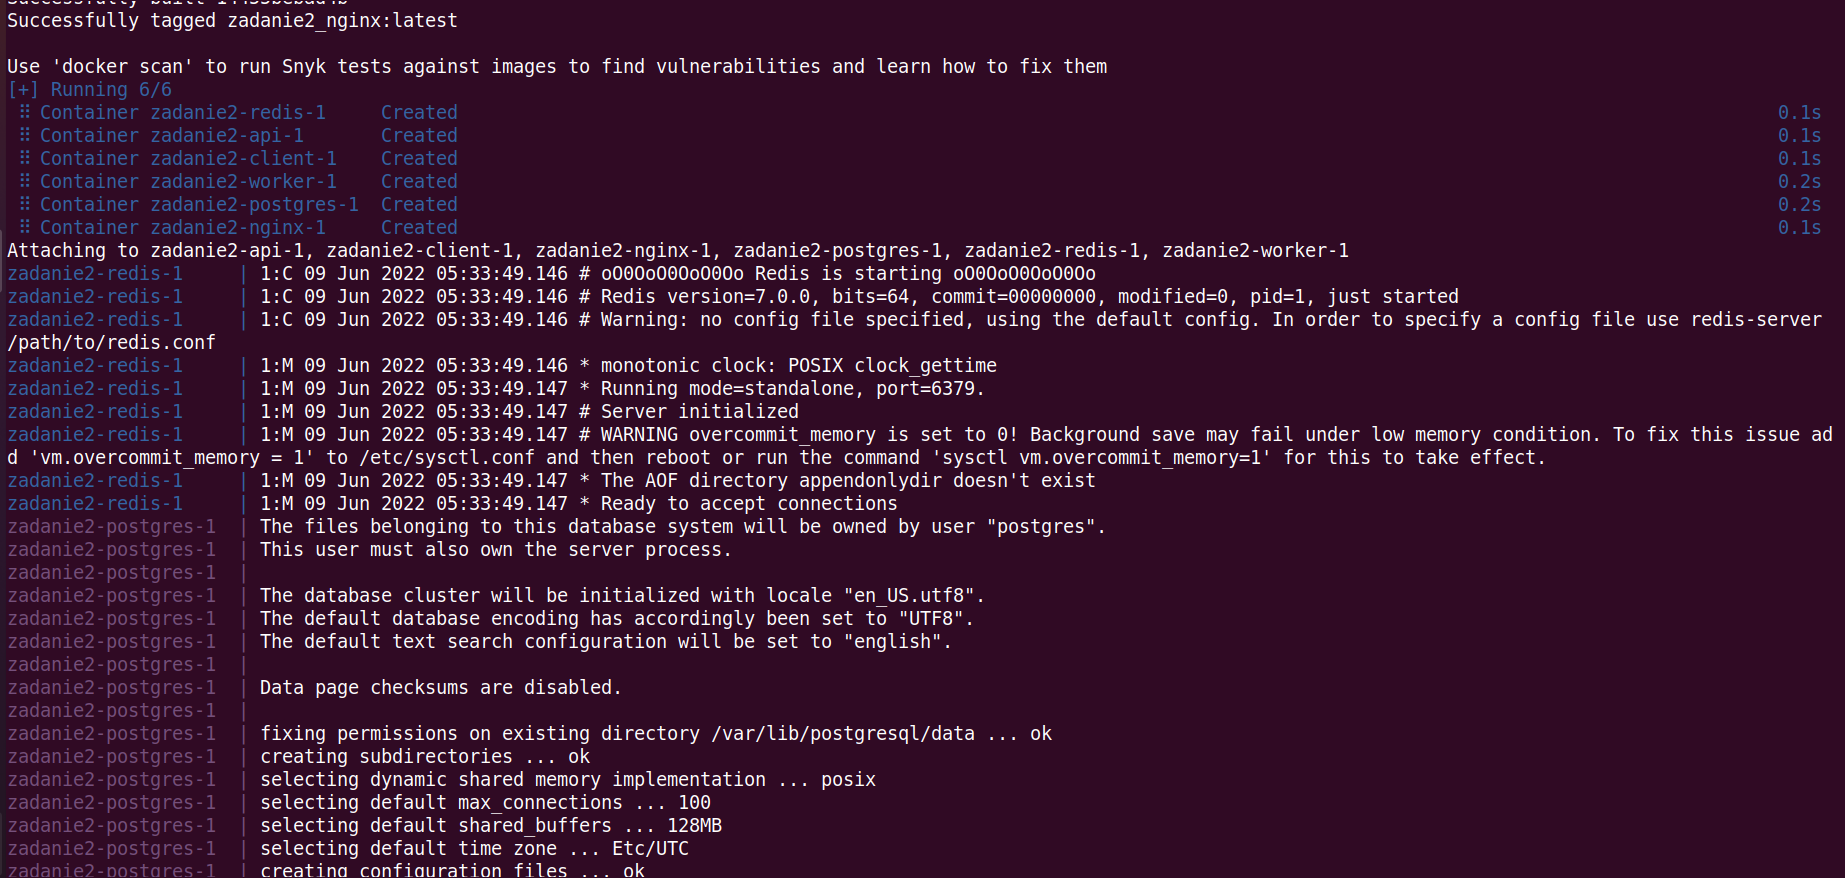 Successfully built
Successfully tagged zadanie2_nginx:latest
Use 'docker scan' to run Snyk tests against images to find vulnerabilities and learn how to fix them
[+] Running 6/6
⠿ Container zadanie2-redis-1 Created 0.1s
⠿ Container zadanie2-api-1 Created 0.1s
⠿ Container zadanie2-client-1 Created 0.1s
⠿ Container zadanie2-worker-1 Created 0.2s
⠿ Container zadanie2-postgres-1 Created 0.2s
⠿ Container zadanie2-nginx-1 Created 0.1s
Attaching to zadanie2-api-1, zadanie2-client-1, zadanie2-nginx-1, zadanie2-postgres-1, zadanie2-redis-1, zadanie2-worker-1
zadanie2-redis-1 | 1:C 09 Jun 2022 05:33:49.146 # oO0OoO0OoO0Oo Redis is starting oO0OoO0OoO0Oo
zadanie2-redis-1 | 1:C 09 Jun 2022 05:33:49.146 # Redis version=7.0.0, bits=64, commit=00000000, modified=0, pid=1, just started
zadanie2-redis-1 | 1:C 09 Jun 2022 05:33:49.146 # Warning: no config file specified, using the default config. In order to specify a config file use redis-server
/path/to/redis.conf
zadanie2-redis-1 | 1:M 09 Jun 2022 05:33:49.146 * monotonic clock: POSIX clock_gettime
zadanie2-redis-1 | 1:M 09 Jun 2022 05:33:49.147 * Running mode=standalone, port=6379.
zadanie2-redis-1 | 1:M 09 Jun 2022 05:33:49.147 # Server initialized
zadanie2-redis-1 | 1:M 09 Jun 2022 05:33:49.147 # WARNING overcommit_memory is set to 0! Background save may fail under low memory condition. To fix this issue ad
d 'vm.overcommit_memory = 1' to /etc/sysctl.conf and then reboot or run the command 'sysctl vm.overcommit_memory=1' for this to take effect.
zadanie2-redis-1 | 1:M 09 Jun 2022 05:33:49.147 * The AOF directory appendonlydir doesn't exist
zadanie2-redis-1 | 1:M 09 Jun 2022 05:33:49.147 * Ready to accept connections
zadanie2-postgres-1 | The files belonging to this database system will be owned by user "postgres".
zadanie2-postgres-1 | This user must also own the server process.
zadanie2-postgres-1 |
zadanie2-postgres-1 | The database cluster will be initialized with locale "en_US.utf8".
zadanie2-postgres-1 | The default database encoding has accordingly been set to "UTF8".
zadanie2-postgres-1 | The default text search configuration will be set to "english".
zadanie2-postgres-1 |
zadanie2-postgres-1 | Data page checksums are disabled.
zadanie2-postgres-1 |
zadanie2-postgres-1 | fixing permissions on existing directory /var/lib/postgresql/data ... ok
zadanie2-postgres-1 | creating subdirectories ... ok
zadanie2-postgres-1 | selecting dynamic shared memory implementation ... posix
zadanie2-postgres-1 | selecting default max_connections ... 100
zadanie2-postgres-1 | selecting default shared_buffers ... 128MB
zadanie2-postgres-1 | selecting default time zone ... Etc/UTC
zadanie2-postgres-1 | creating configuration files ... ok